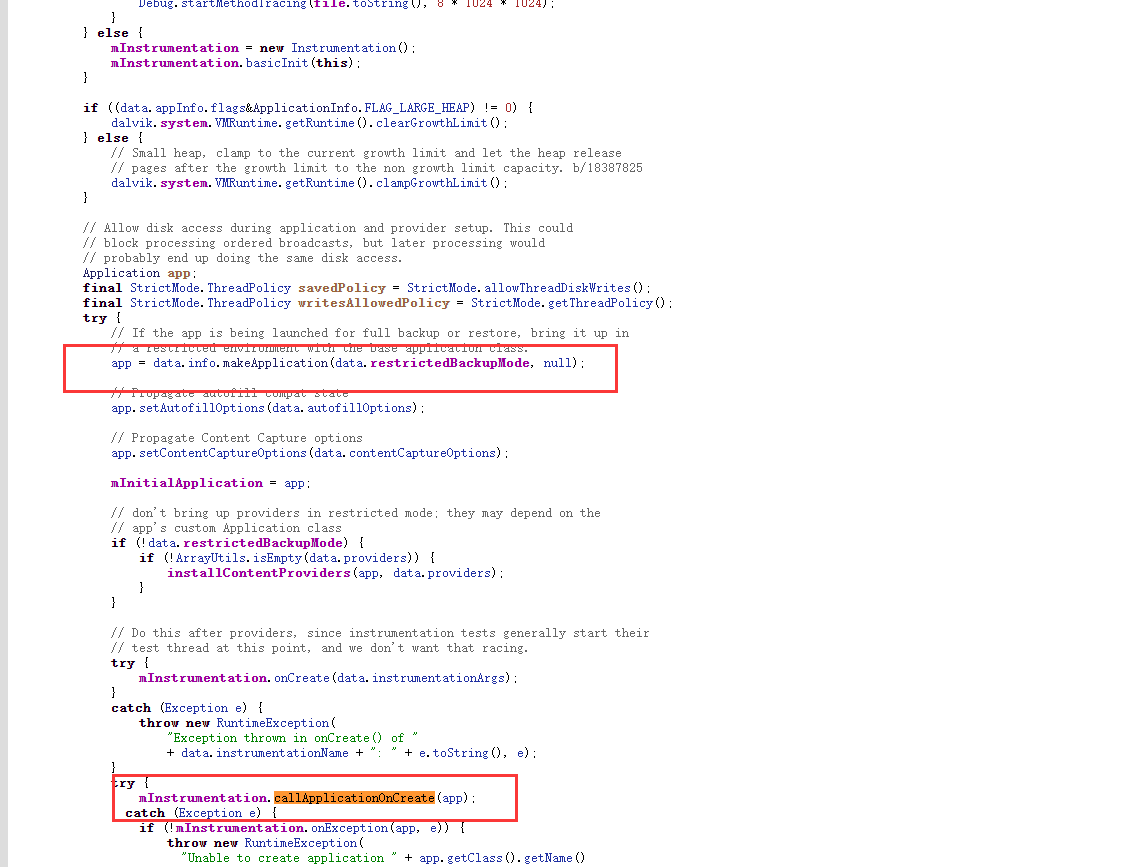 Debug.startMethodTracing(file.toString(), 8 * 1024 * 1024);
}
} else {
mInstrumentation = new Instrumentation();
mInstrumentation.basicInit(this);
}
if ((data.appInfo.flags&ApplicationInfo.FLAG_LARGE_HEAP) != 0) {
dalvik.system.VMRuntime.getRuntime().clearGrowthLimit();
} else {
// Small heap, clamp to the current growth limit and let the heap release
// pages after the growth limit to the non growth limit capacity. b/18387825
dalvik.system.VMRuntime.getRuntime().clampGrowthLimit();
}
// Allow disk access during application and provider setup. This could
// block processing ordered broadcasts, but later processing would
// probably end up doing the same disk access.
Application app;
final StrictMode.ThreadPolicy savedPolicy = StrictMode.allowThreadDiskWrites();
final StrictMode.ThreadPolicy writesAllowedPolicy = StrictMode.getThreadPolicy();
try {
// If the app is being launched for full backup or restore, bring it up in
// a restricted environment with the base application class.
app = data.info.makeApplication(data.restrictedBackupMode, null);
// Propagate autofill compat state
app.setAutofillOptions(data.autofillOptions);
// Propagate Content Capture options
app.setContentCaptureOptions(data.contentCaptureOptions);
mInitialApplication = app;
// don't bring up providers in restricted mode; they may depend on the
// app's custom Application class
if (!data.restrictedBackupMode) {
if (!ArrayUtils.isEmpty(data.providers)) {
installContentProviders(app, data.providers);
}
}
// Do this after providers, since instrumentation tests generally start their
// test thread at this point, and we don't want that racing.
try {
mInstrumentation.onCreate(data.instrumentationArgs);
}
catch (Exception e) {
throw new RuntimeException(
"Exception thrown in onCreate() of "
+ data.instrumentationName + ": " + e.toString(), e);
}
try {
mInstrumentation.callApplicationOnCreate(app);
catch (Exception e) {
if (!mInstrumentation.onException(app, e)) {
throw new RuntimeException(
"Unable to create application " + app.getClass().getName()